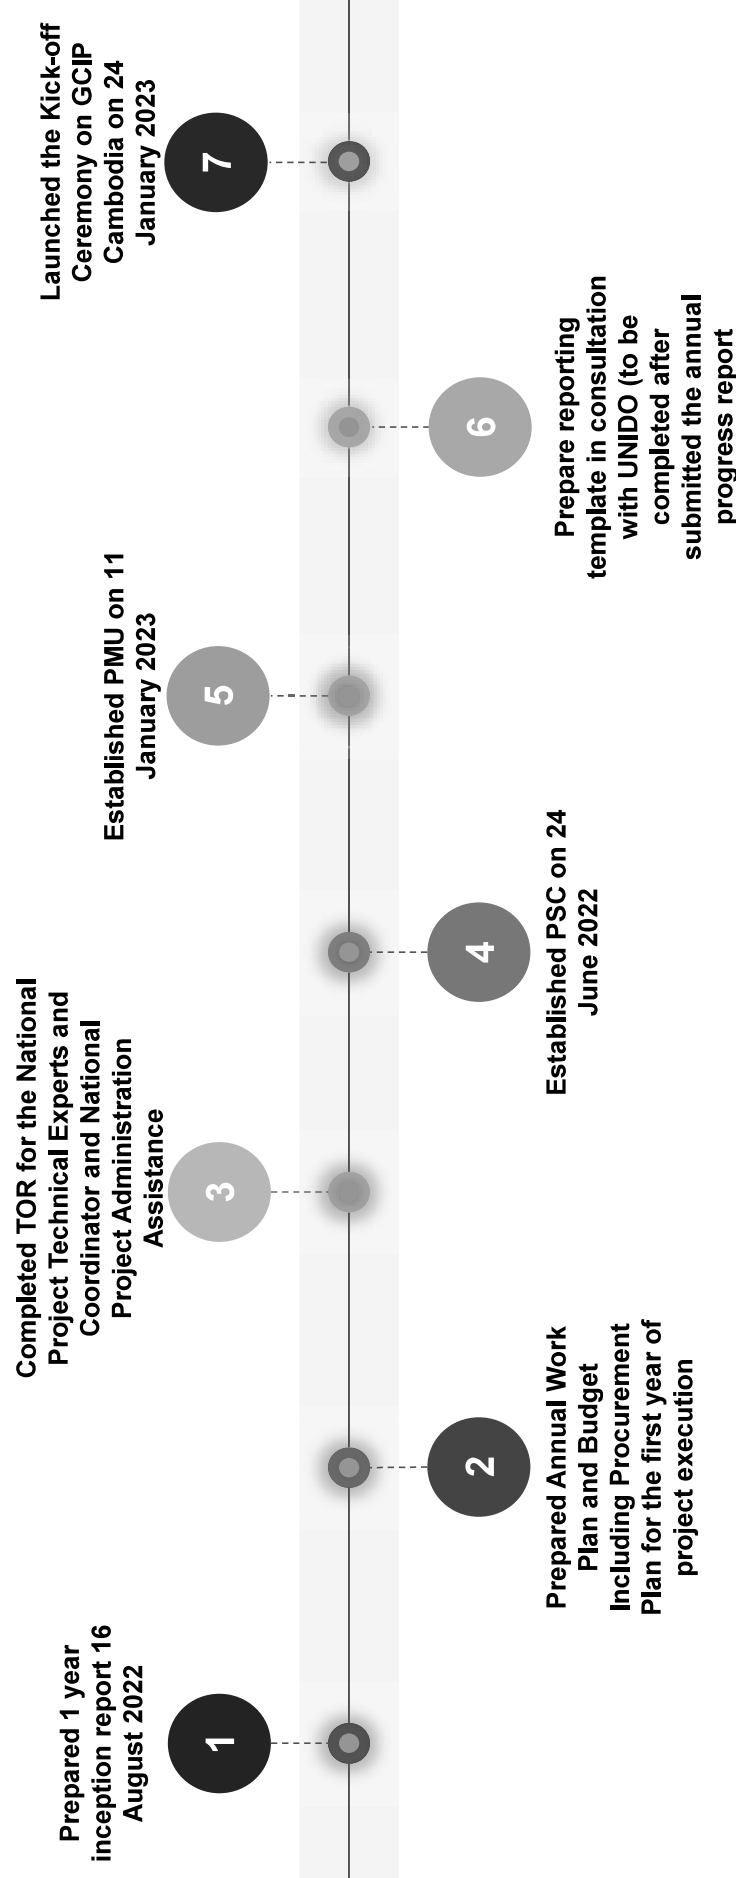 1
Prepared 1 year
inception report 16
August 2022
2
Prepared Annual Work
Plan and Budget
Including Procurement
Plan for the first year of
project execution
3
Completed TOR for the National
Project Technical Experts and
Coordinator and National
Project Administration
Assistance
4
Established PSC on 24
June 2022
5
Established PMU on 11
January 2023
6
Prepare reporting
template in consultation
with UNIDO (to be
completed after
submitted the annual
progress report
7
Launched the Kick-off
Ceremony on GCIP
Cambodia on 24
January 2023